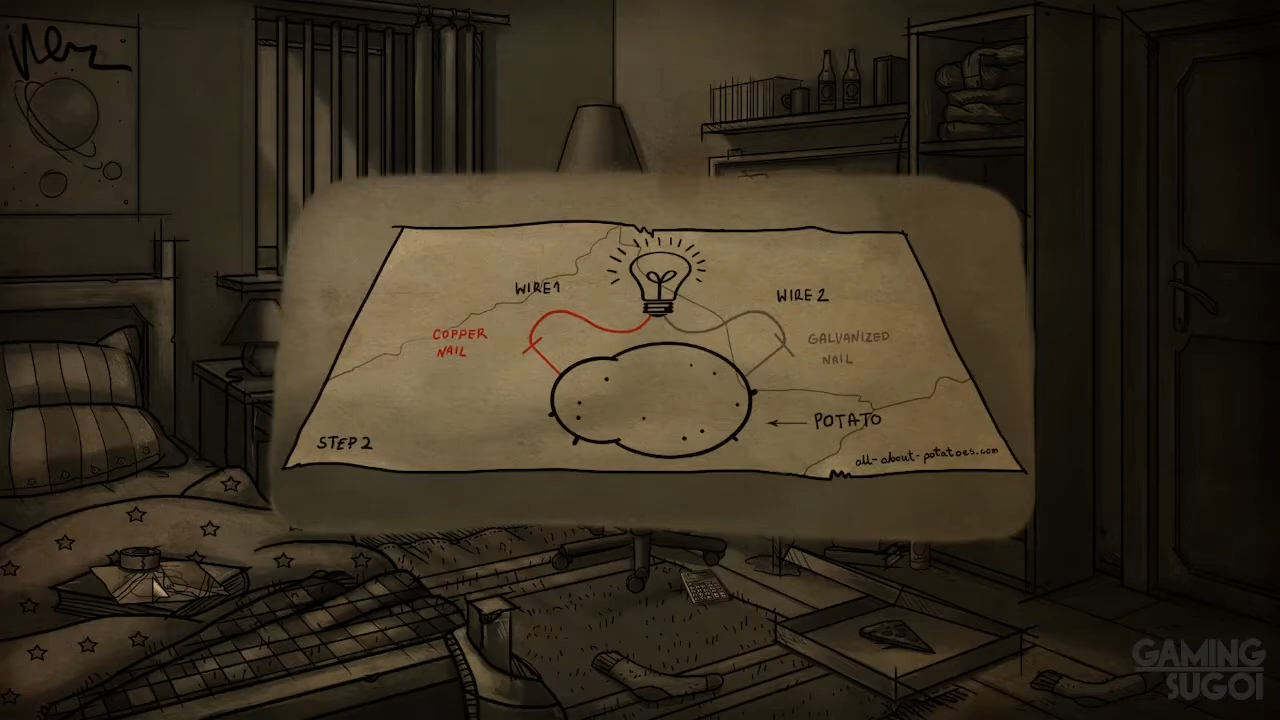 WIRE 1
WIRE 2
COPPER
NAIL
GALVANIZED
NAIL
POTATO
STEP 2
all-about-potatoes.com
GAMING
SUGOI